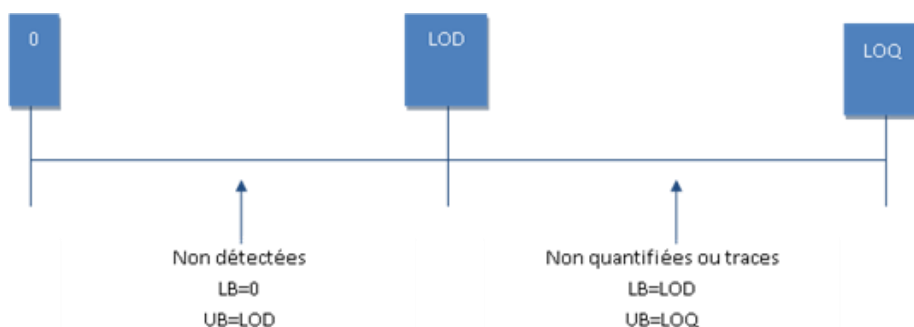 0
LOD
LOQ
Non détectées
LB=0
UB=LOD
Non quantifiées ou traces
LB=LOD
UB=LOQ